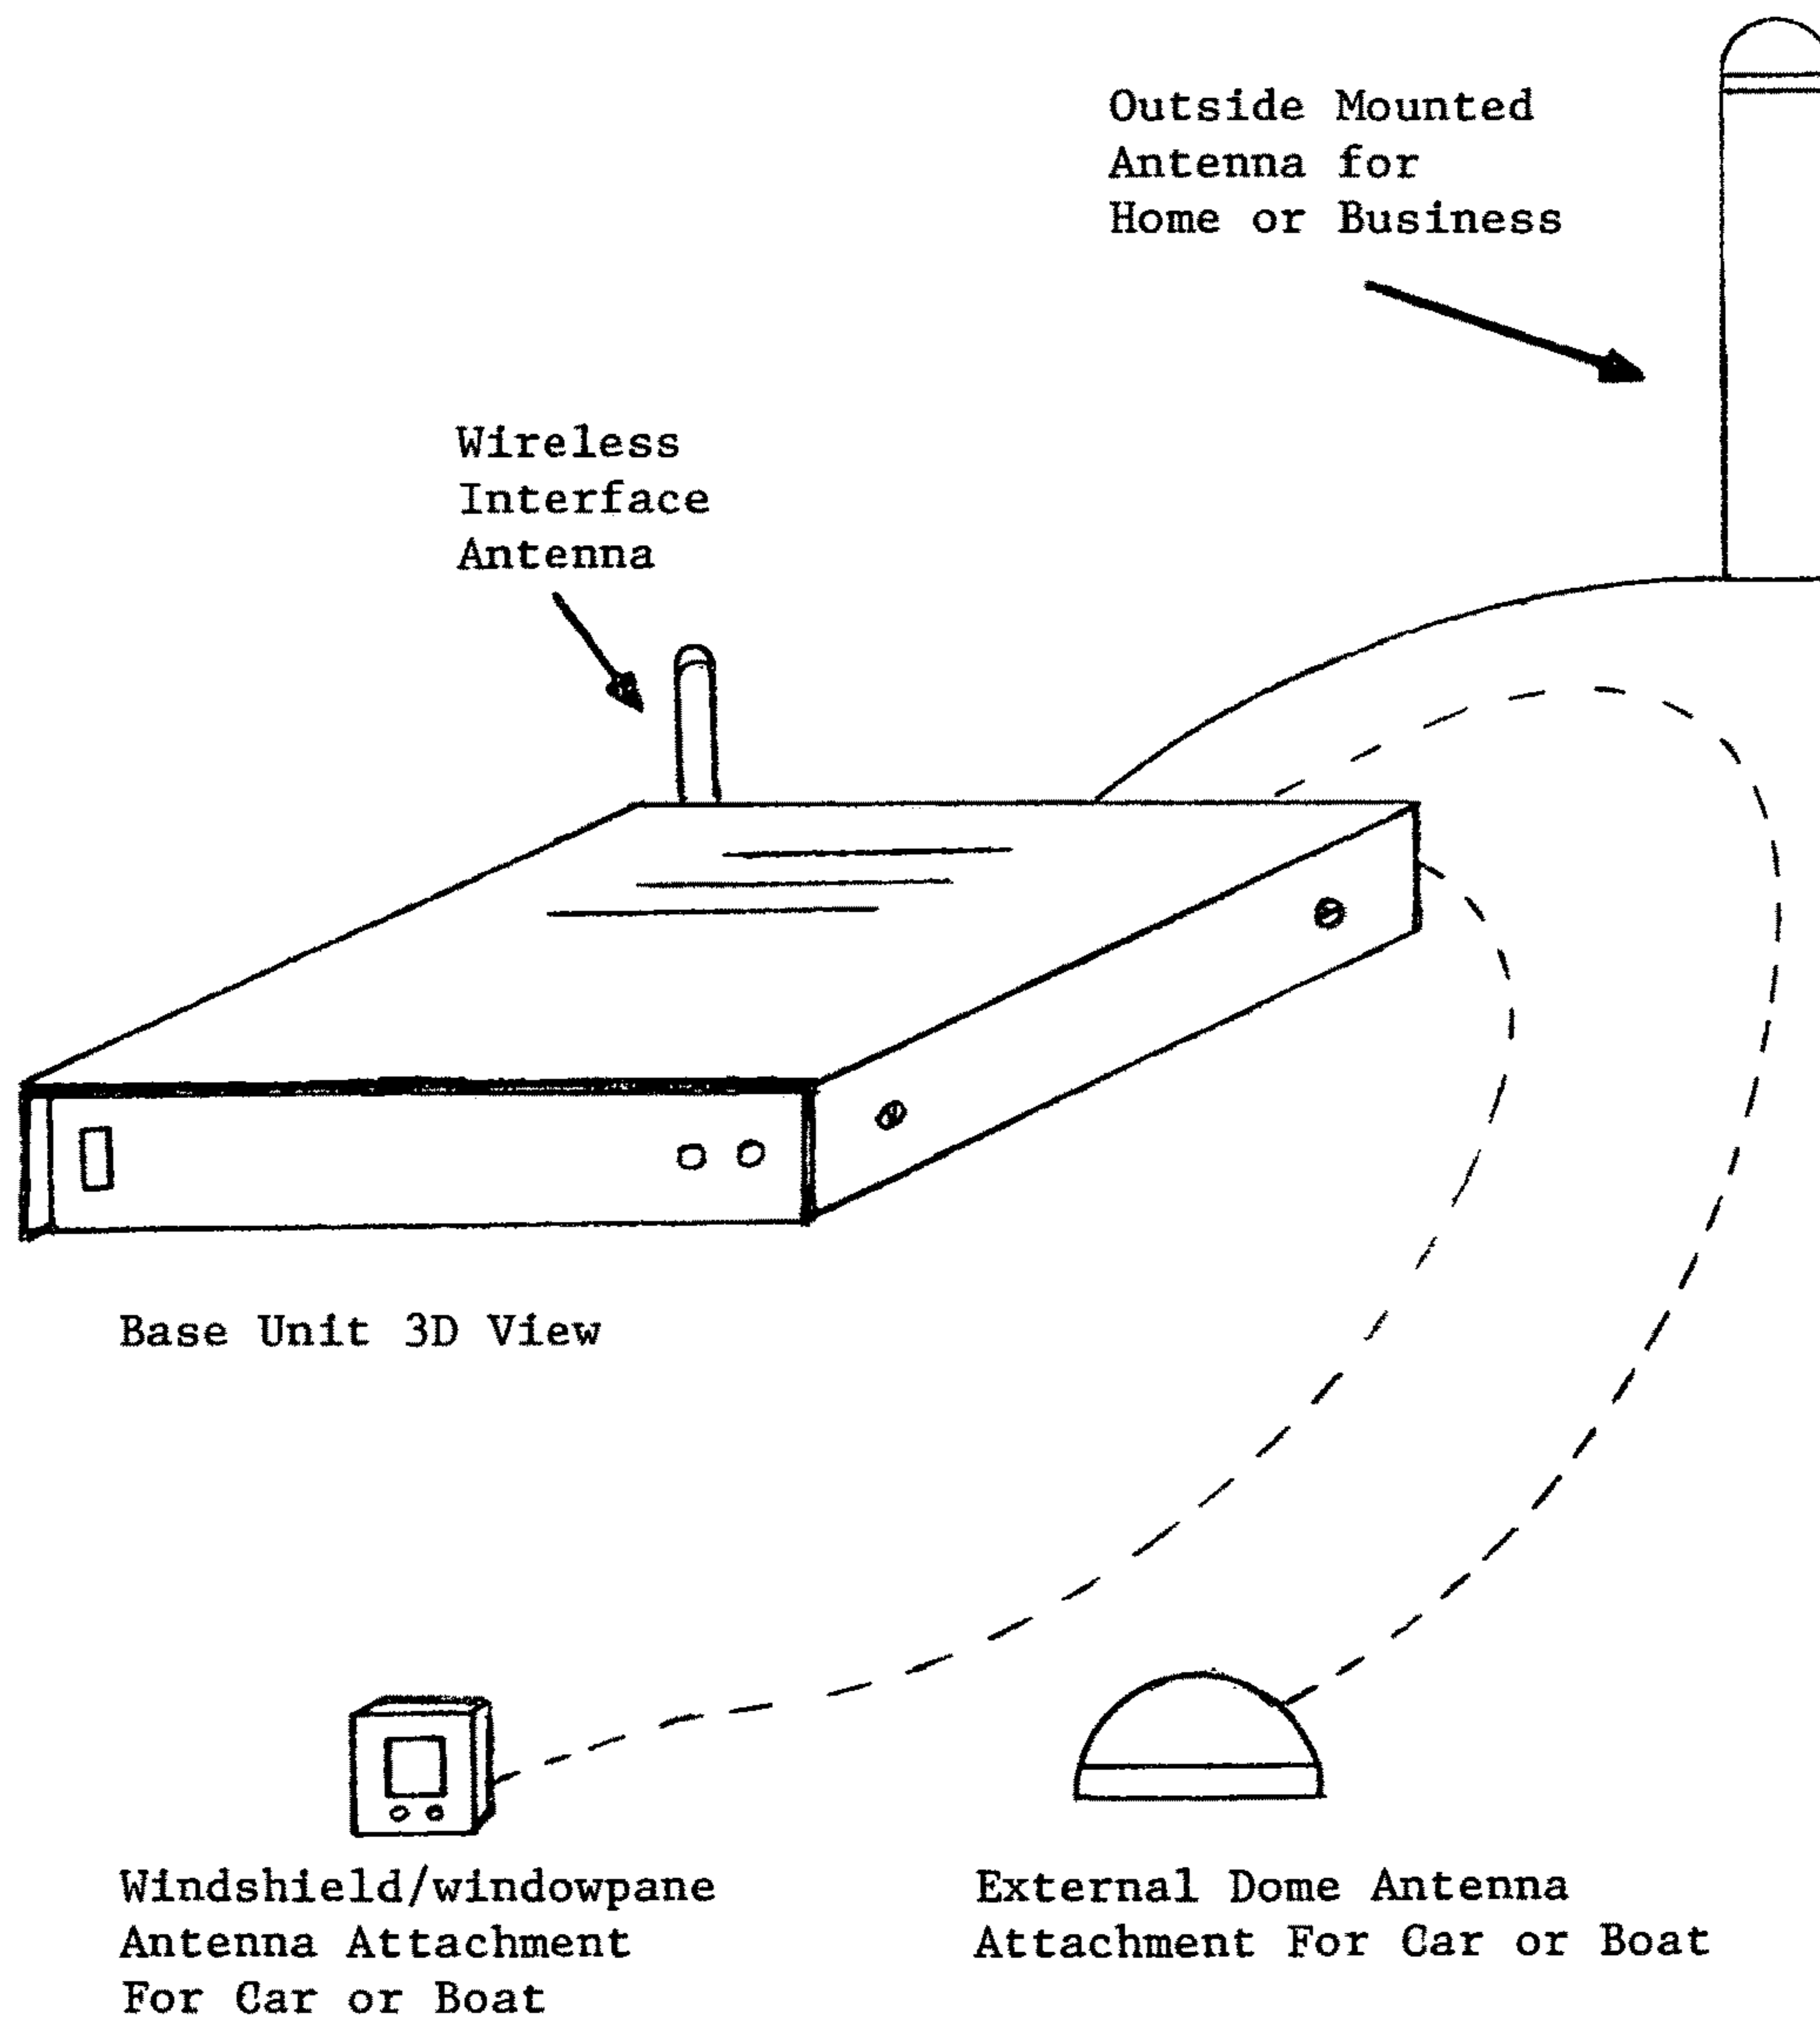 Outside Mounted
Antenna for
Home or Business
Wireless
Interface
Antenna
Base Unit 3D View
Windshield/windowpane
Antenna Attachment
For Car or Boat
External Dome Antenna
Attachment For Car or Boat